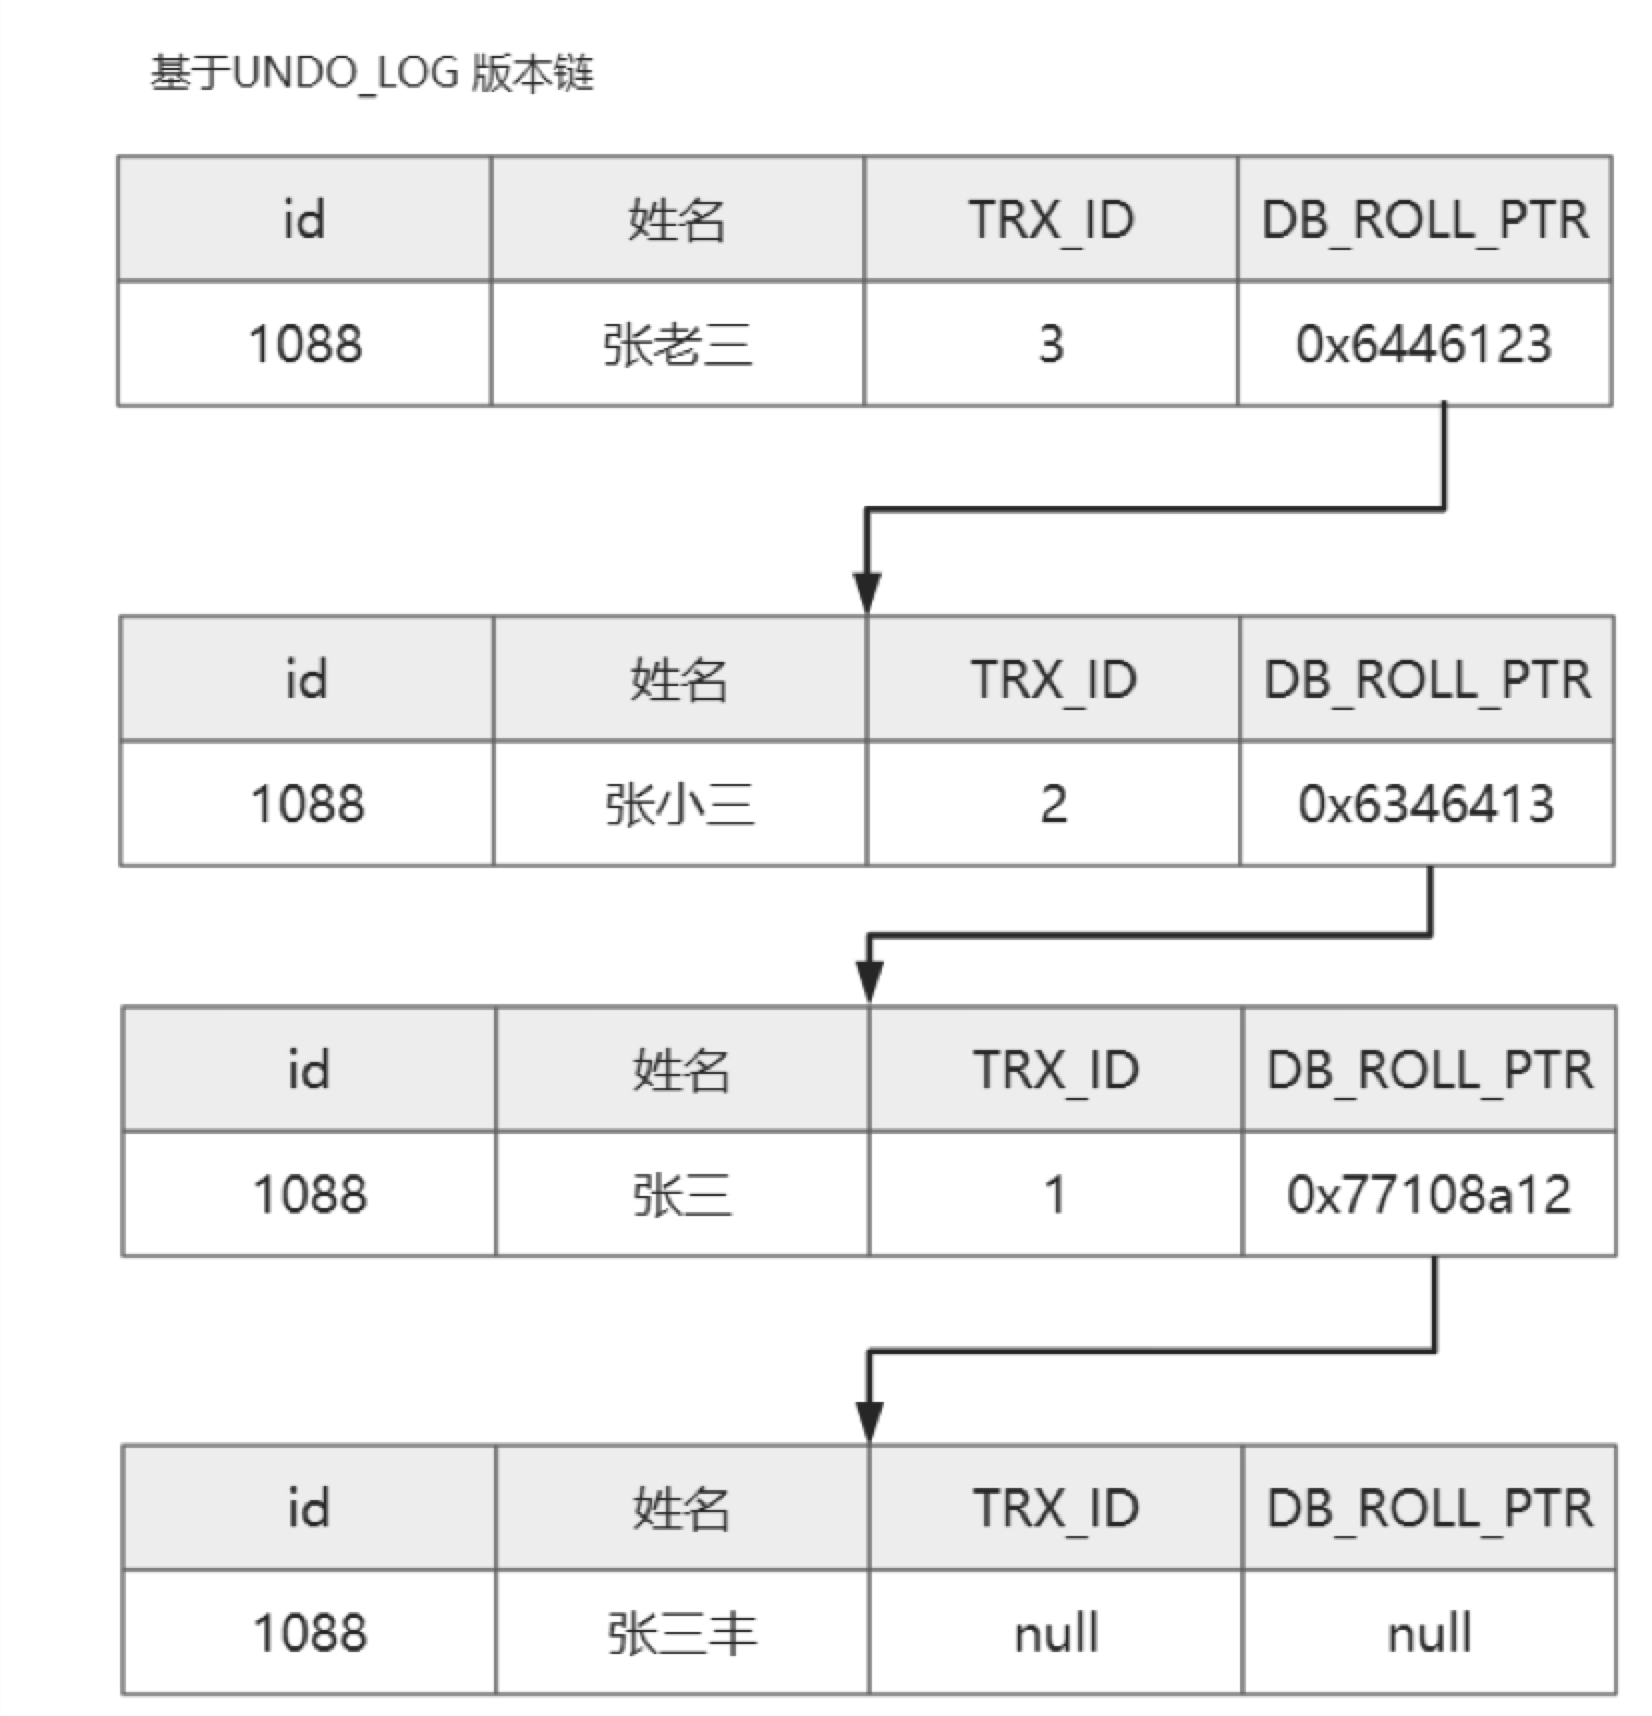 基于UNDO_LOG 版本链
id 姓名 TRX_ID DB_ROLL_PTR
1088 张老三 3 0x6446123
id 姓名 TRX_ID DB_ROLL_PTR
1088 张小三 2 0x6346413
id 姓名 TRX_ID DB_ROLL_PTR
1088 张三 1 0x77108a12
id 姓名 TRX_ID DB_ROLL_PTR
1088 张三丰 null null